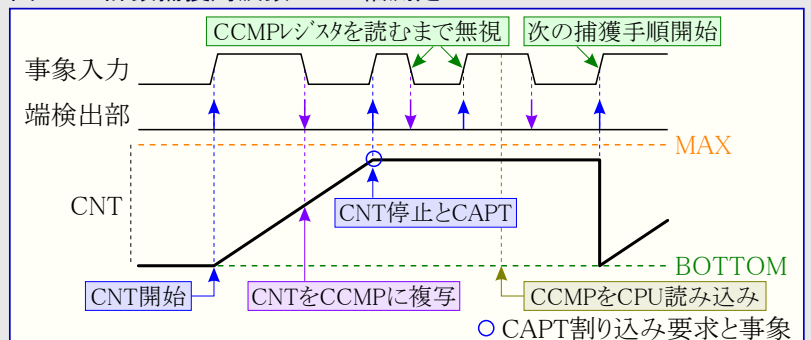 CCMPレジスタを読むまで無視
次の捕獲手順開始
事象入力
端検出部
MAX
CNT
CNT停止とCAPT
BOTTOM
CNT開始
CNTをCCMPに複写
CCMPをCPU読み込み
○ CAPT割り込み要求と事象